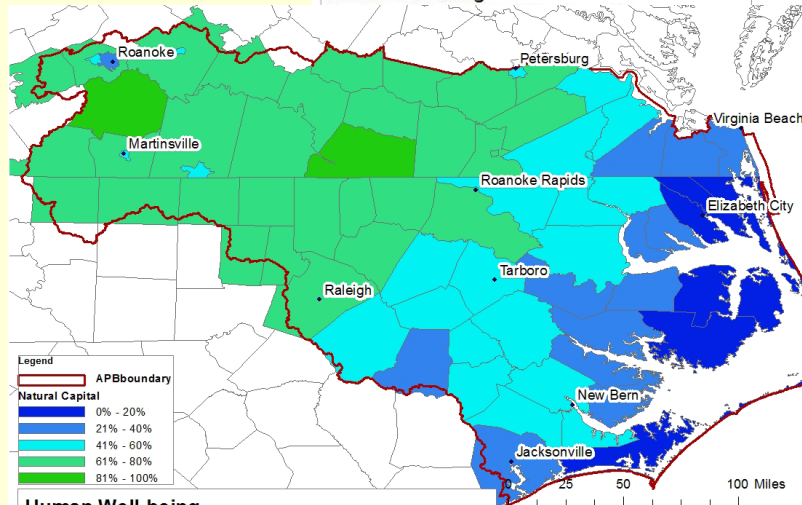 Roanoke
Petersburg
Virginia Beach
Martinsville
Roanoke Rapids
Elizabeth City
Tarboro
Raleigh
Legend
APBboundary
Natural Capital
0% - 20%
21% - 40%
41% - 60%
61% - 80%
81% - 100%
New Bern
Jacksonville
0 25 50 100 Miles
Human Well-being